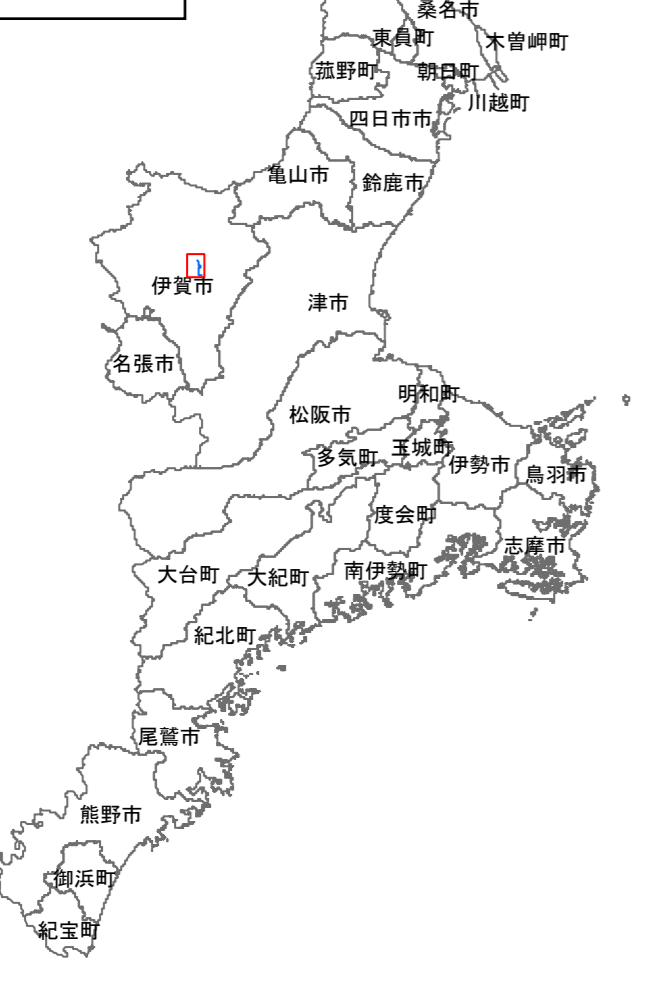 桑名市
東員町
木曽岬町
菰野町
朝日町
川越町
四日市市
亀山市
鈴鹿市
伊賀市
津市
名張市
明和町
松阪市
玉城町
多気町
伊勢市
鳥羽市
度会町
志摩市
大台町
大紀町
南伊勢町
紀北町
尾鷲市
熊野市
御浜町
紀宝町